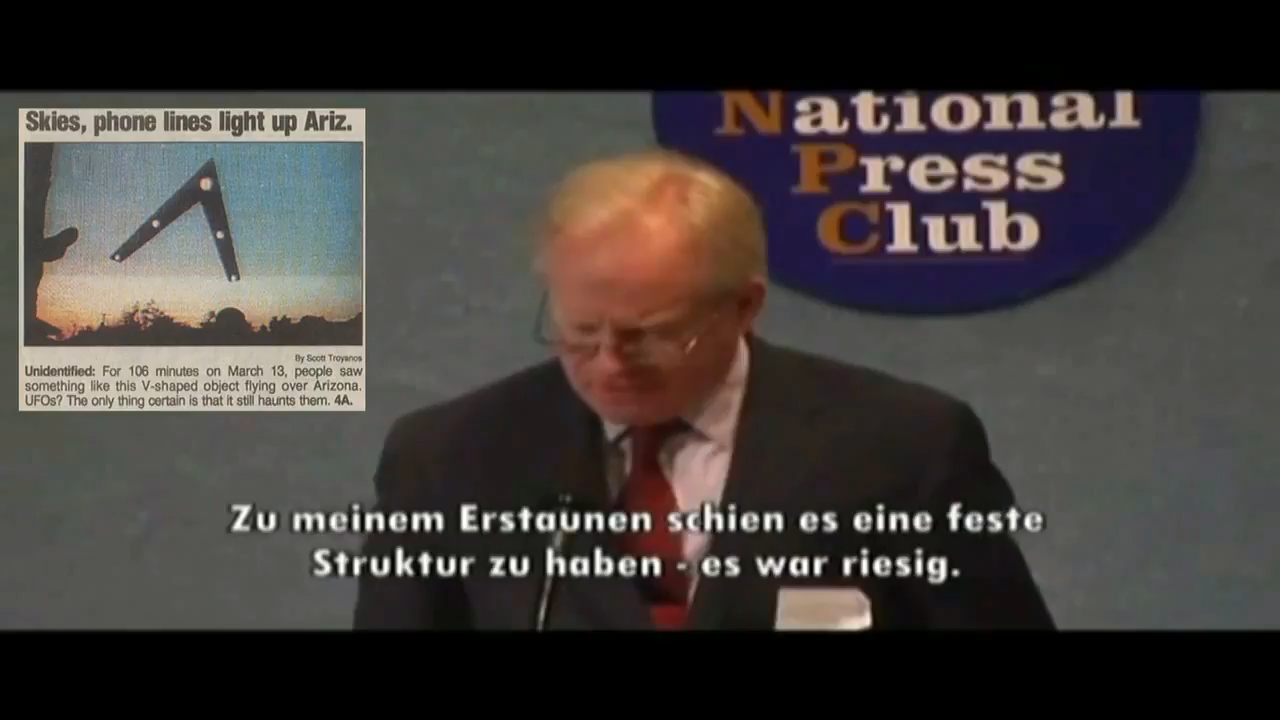 Skies, phone lines light up Ariz.
By Scott Troyanos
Unidentified: For 106 minutes on March 13, people saw
something like this V-shaped object flying over Arizona.
UFOs? The only thing certain is that it still haunts them. 4A.
National
Press
Club
Zu meinem Erstaunen schien es eine feste
Struktur zu haben - es war riesig.